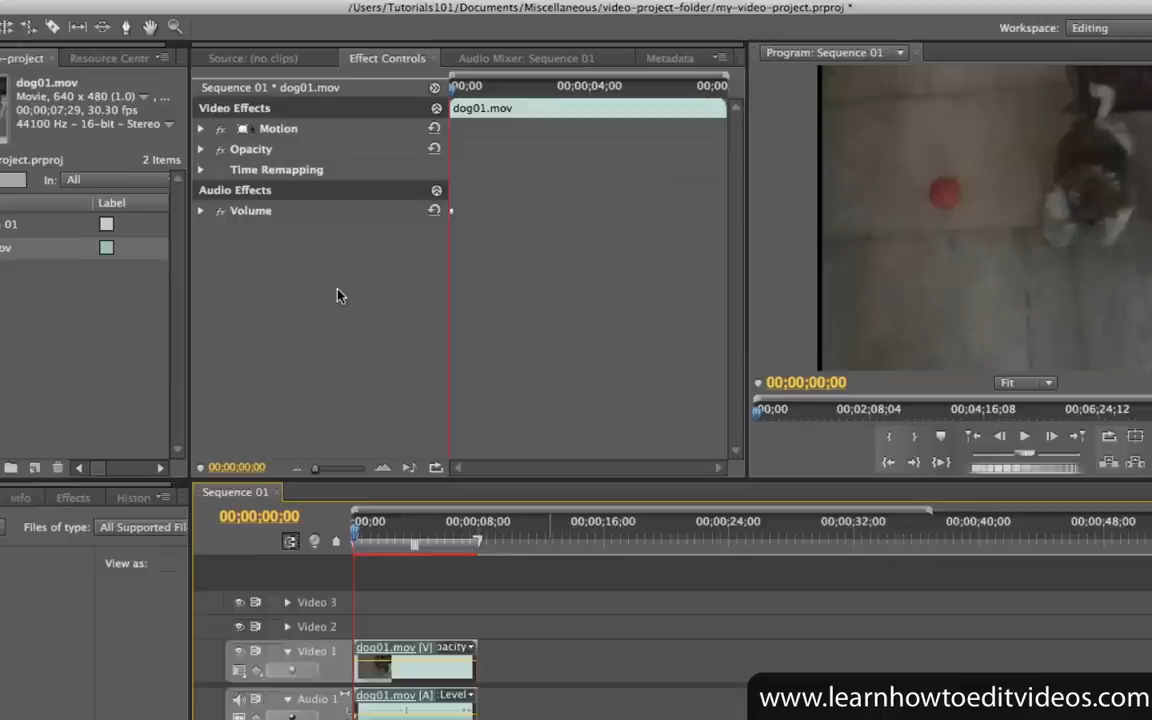 /Users/Tutorials101/Documents/Miscellaneous/video-project-folder/my-video-project.prproj *
Workspace: Editing
-project
Resource Centr
Source: (no clips)
Effect Controls
Audio Mixer: Sequence 01
Metadata
Program: Sequence 01
dog01.mov
Movie, 640 x 480 (1.0) , ...
00;00;07;29, 30.30 fps
44100 Hz - 16-bit - Stereo
roject.prproj 2 Items
In: All
Label
01
ov
Sequence 01 * dog01.mov
Video Effects
fx Motion
fx Opacity
Time Remapping
Audio Effects
fx Volume
00;00 00;00;04;00 00;00
dog01.mov
00;00;00;00
00;00;00;00 Fit
00;00 00;02;08;04 00;04;16;08 00;06;24;12
Info Effects Histon
Files of type: All Supported Fil
View as:
Sequence 01
00;00;00;00
00;00 00;00;08;00 00;00;16;00 00;00;24;00 00;00;32;00 00;00;40;00 00;00;48;00
Video 3
Video 2
Video 1
dog01.mov [V] pacity
Audio 1
dog01.mov [A] :Level
www.learnhowtoeditvideos.com